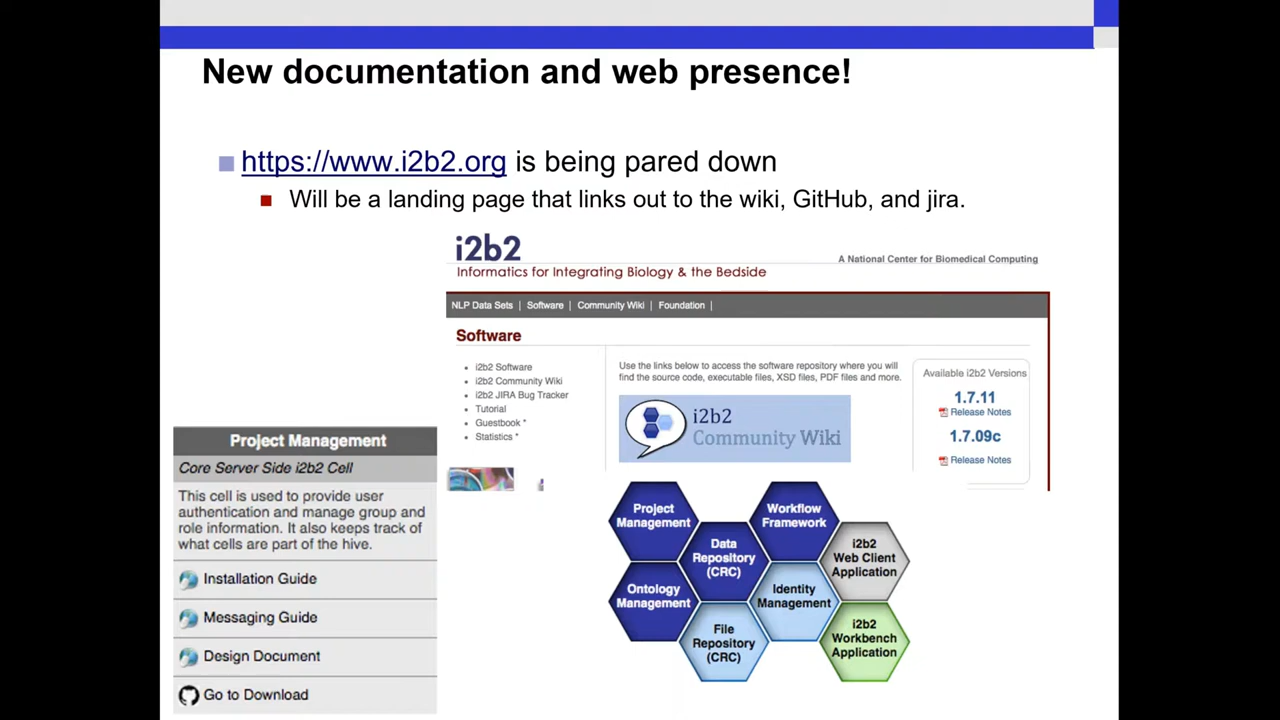 New documentation and web presence!
https://www.i2b2.org is being pared down
Will be a landing page that links out to the wiki, GitHub, and jira.
i2b2
Informatics for Integrating Biology & the Bedside
A National Center for Biomedical Computing
NLP Data Sets | Software | Community Wiki | Foundation |
Software
i2b2 Software
i2b2 Community Wiki
i2b2 JIRA Bug Tracker
Tutorial
Guestbook *
Statistics *
Use the links below to access the software repository where you will
find the source code, executable files, XSD files, PDF files and more.
i2b2
Community Wiki
Available i2b2 Versions
1.7.11
Release Notes
1.7.09c
Release Notes
Project Management
Core Server Side i2b2 Cell
This cell is used to provide user
authentication and manage group and
role information. It also keeps track of
what cells are part of the hive.
Installation Guide
Messaging Guide
Design Document
Go to Download
Project
Management
Workflow
Framework
Data
Repository
(CRC)
i2b2
Web Client
Application
Ontology
Management
Identity
Management
File
Repository
(CRC)
i2b2
Workbench
Application